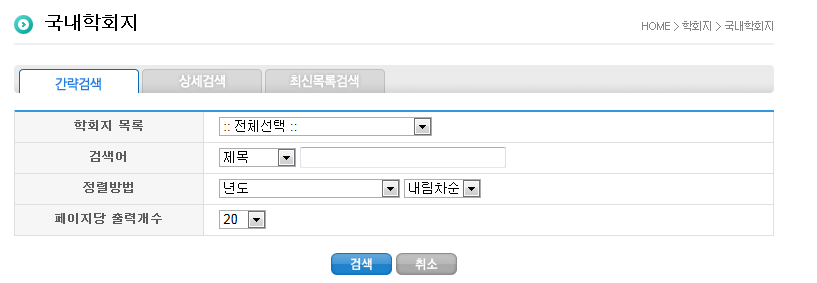 국내학회지
HOME > 학회지 > 국내학회지
간략검색 상세검색 최신목록검색
학회지 목록 :: 전체선택 ::
검색어 제목
정렬방법 년도 내림차순
페이지당 출력개수 20
검색 취소